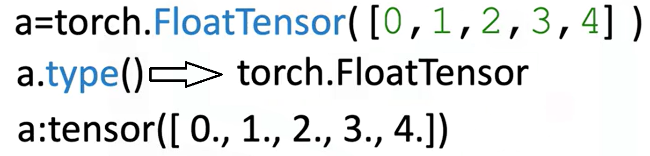 a=torch.FloatTensor( [0, 1, 2, 3, 4] )
a.type() ⇒ torch.FloatTensor
a:tensor([ 0., 1., 2., 3., 4.])